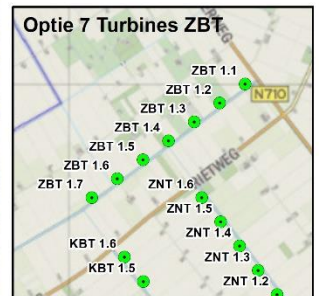 Optie 7 Turbines ZBT
ZBT 1.1
N710
ZBT 1.2
ZBT 1.3
ZBT 1.4
ZBT 1.5
ZBT 1.6
ZBT 1.7
ZNT 1.6
ZNT 1.5
ZNT 1.4
ZNT 1.3
ZNT 1.2
KBT 1.6
KBT 1.5